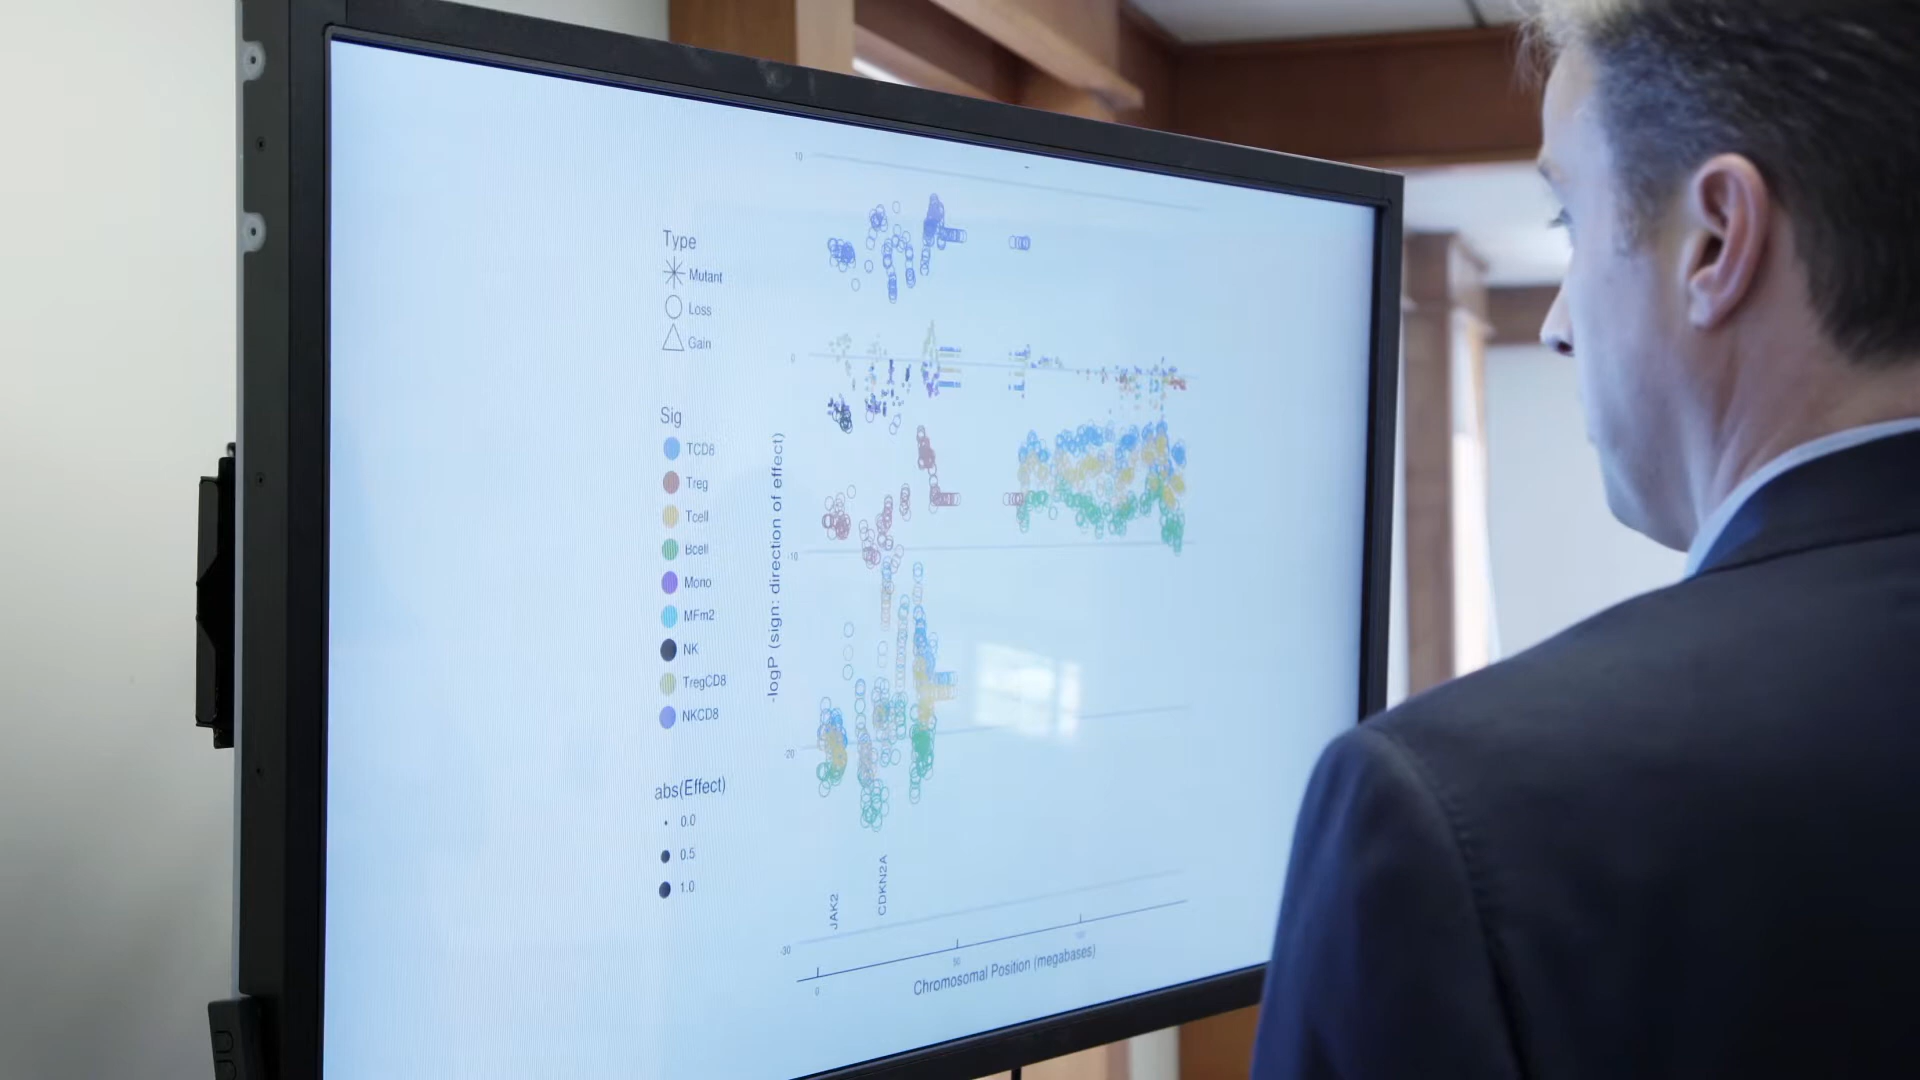 Type
Mutant
Loss
Gain
Sig
TCD8
Treg
Tcell
Bcell
Mono
MFm2
NK
TregCD8
NKCD8
abs(Effect)
0.0
0.5
1.0
-logP (sign: direction of effect)
10
0
-10
-20
-30
JAK2
CDKN2A
0
50
100
Chromosomal Position (megabases)